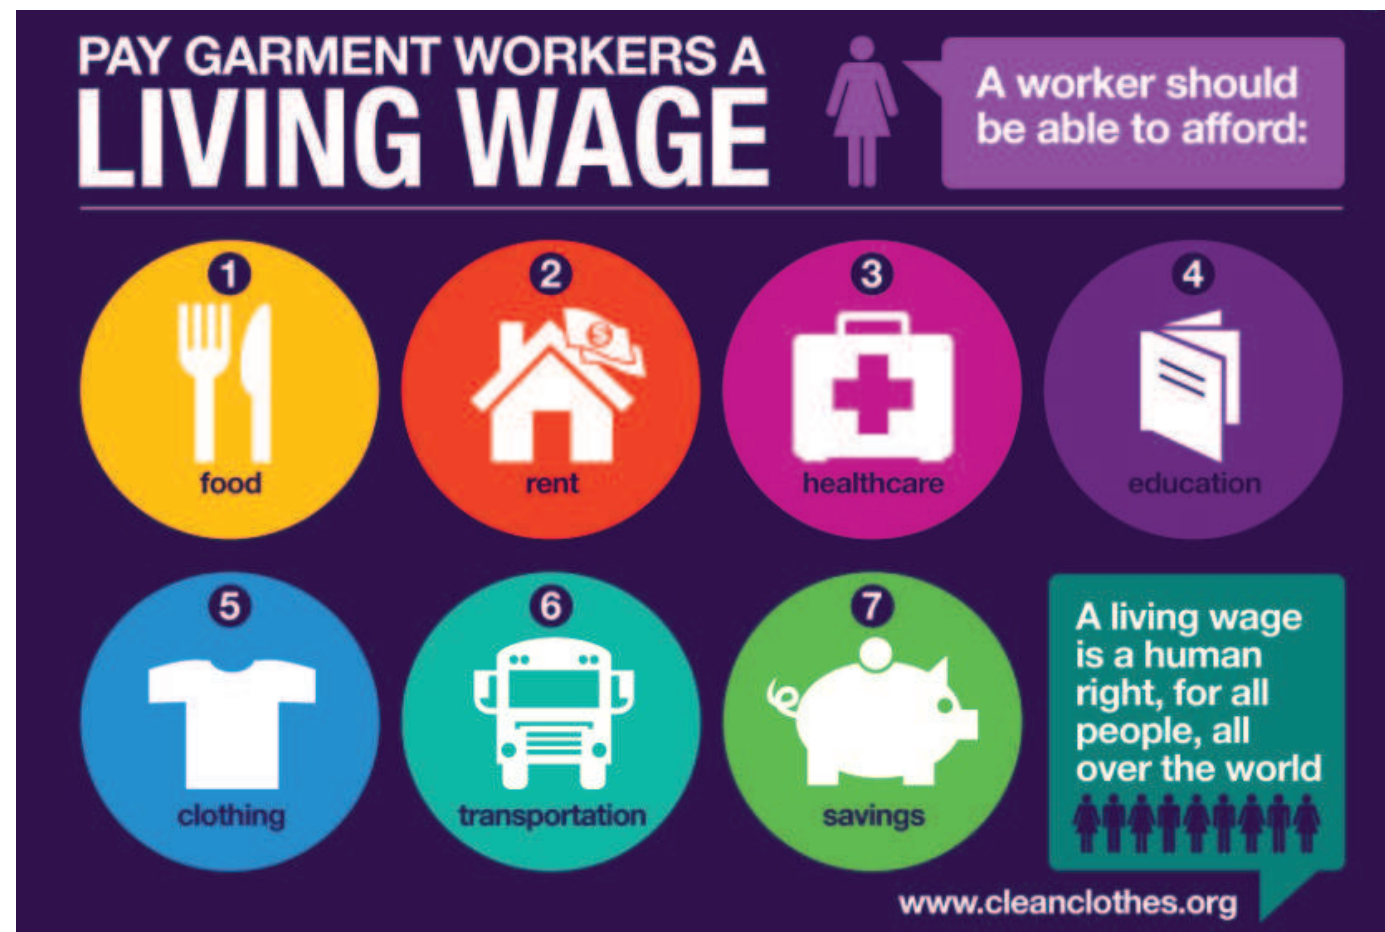 PAY GARMENT WORKERS A
LIVING WAGE
A worker should
be able to afford:
1
food
2
$
rent
3
healthcare
4
education
5
clothing
6
transportation
7
savings
A living wage
is a human
right, for all
people, all
over the world
www.cleanclothes.org